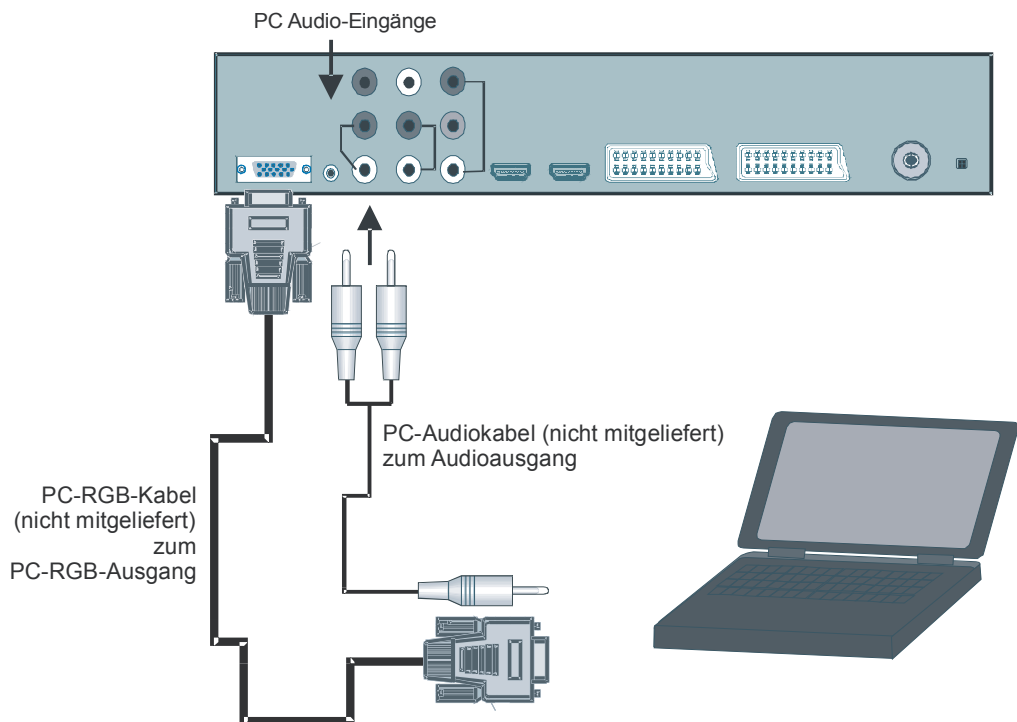 PC Audio-Eingänge
PC-Audiokabel (nicht mitgeliefert)
zum Audioausgang
PC-RGB-Kabel
(nicht mitgeliefert)
zum
PC-RGB-Ausgang